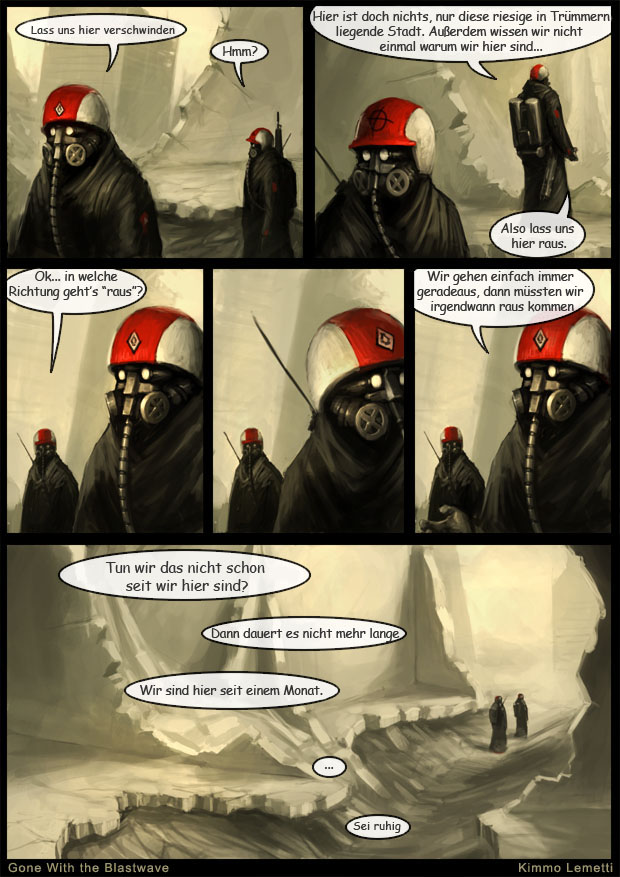 Lass uns hier verschwinden
Hmm?
Hier ist doch nichts, nur diese riesige in Trümmern
liegende Stadt. Außerdem wissen wir nicht
einmal warum wir hier sind...
Also lass uns
hier raus.
Ok... in welche
Richtung geht's "raus"?
Wir gehen einfach immer
geradeaus, dann müssten wir
irgendwann raus kommen
Tun wir das nicht schon
seit wir hier sind?
Dann dauert es nicht mehr lange
Wir sind hier seit einem Monat.
...
Sei ruhig
Gone With the Blastwave
Kimmo Lemetti